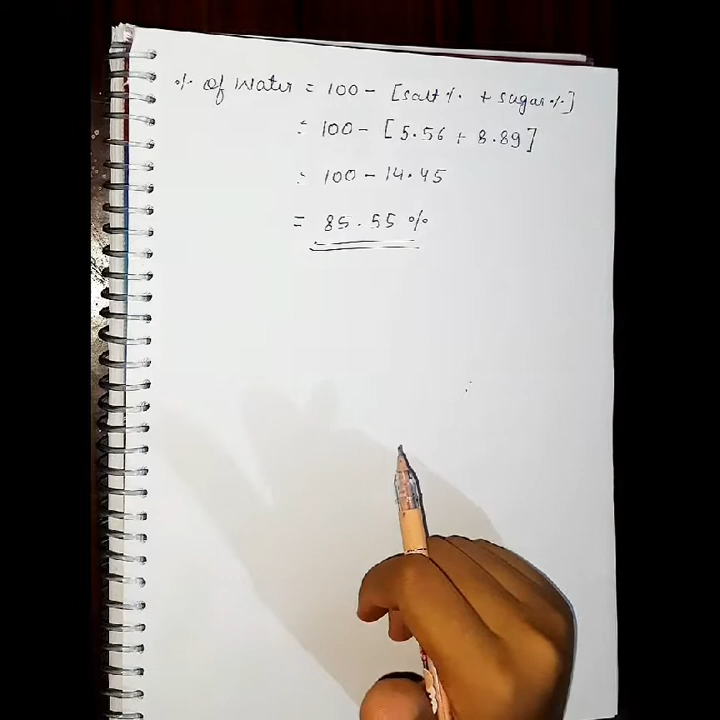 % of water = 100 - [salt % + sugar %]
= 100 - [5.56 + 8.89]
= 100 - 14.45
= 85.55 %